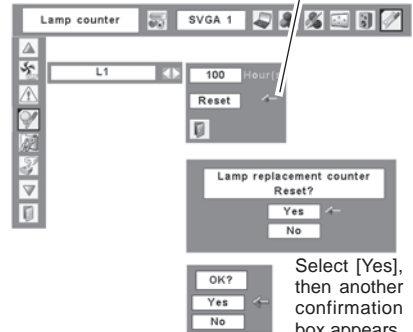 Lamp counter
SVGA 1
L1
100 Hour(s
Reset
Lamp replacement counter
Reset?
Yes
No
OK?
Yes
No
Select [Yes],
then another
confirmation
box appears